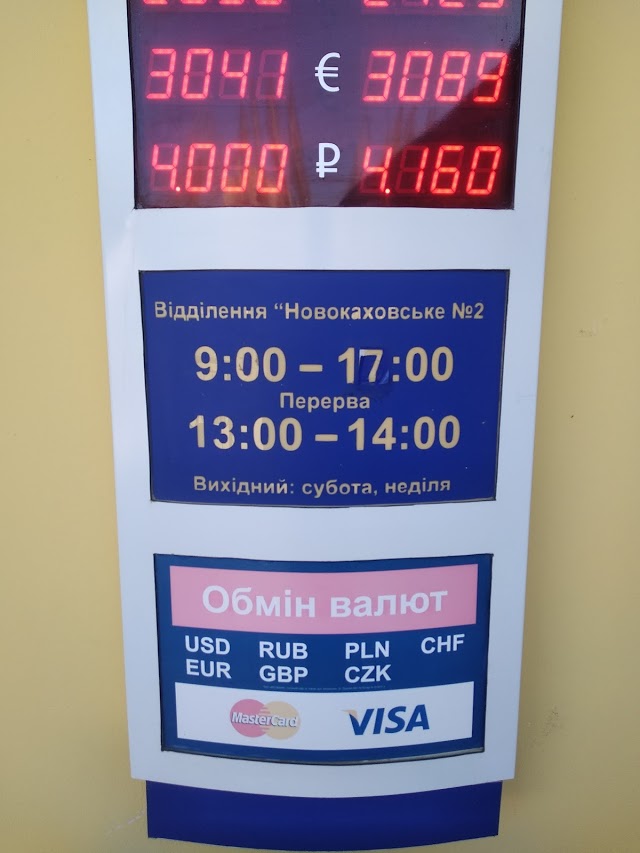 3041 € 3089
4.000 ₽ 4.160
Відділення “Новокаховське №2
9:00 – 17:00
Перерва
13:00 – 14:00
Вихідний: субота, неділя
Обмін валют
USD RUB PLN CHF
EUR GBP CZK
MasterCard VISA